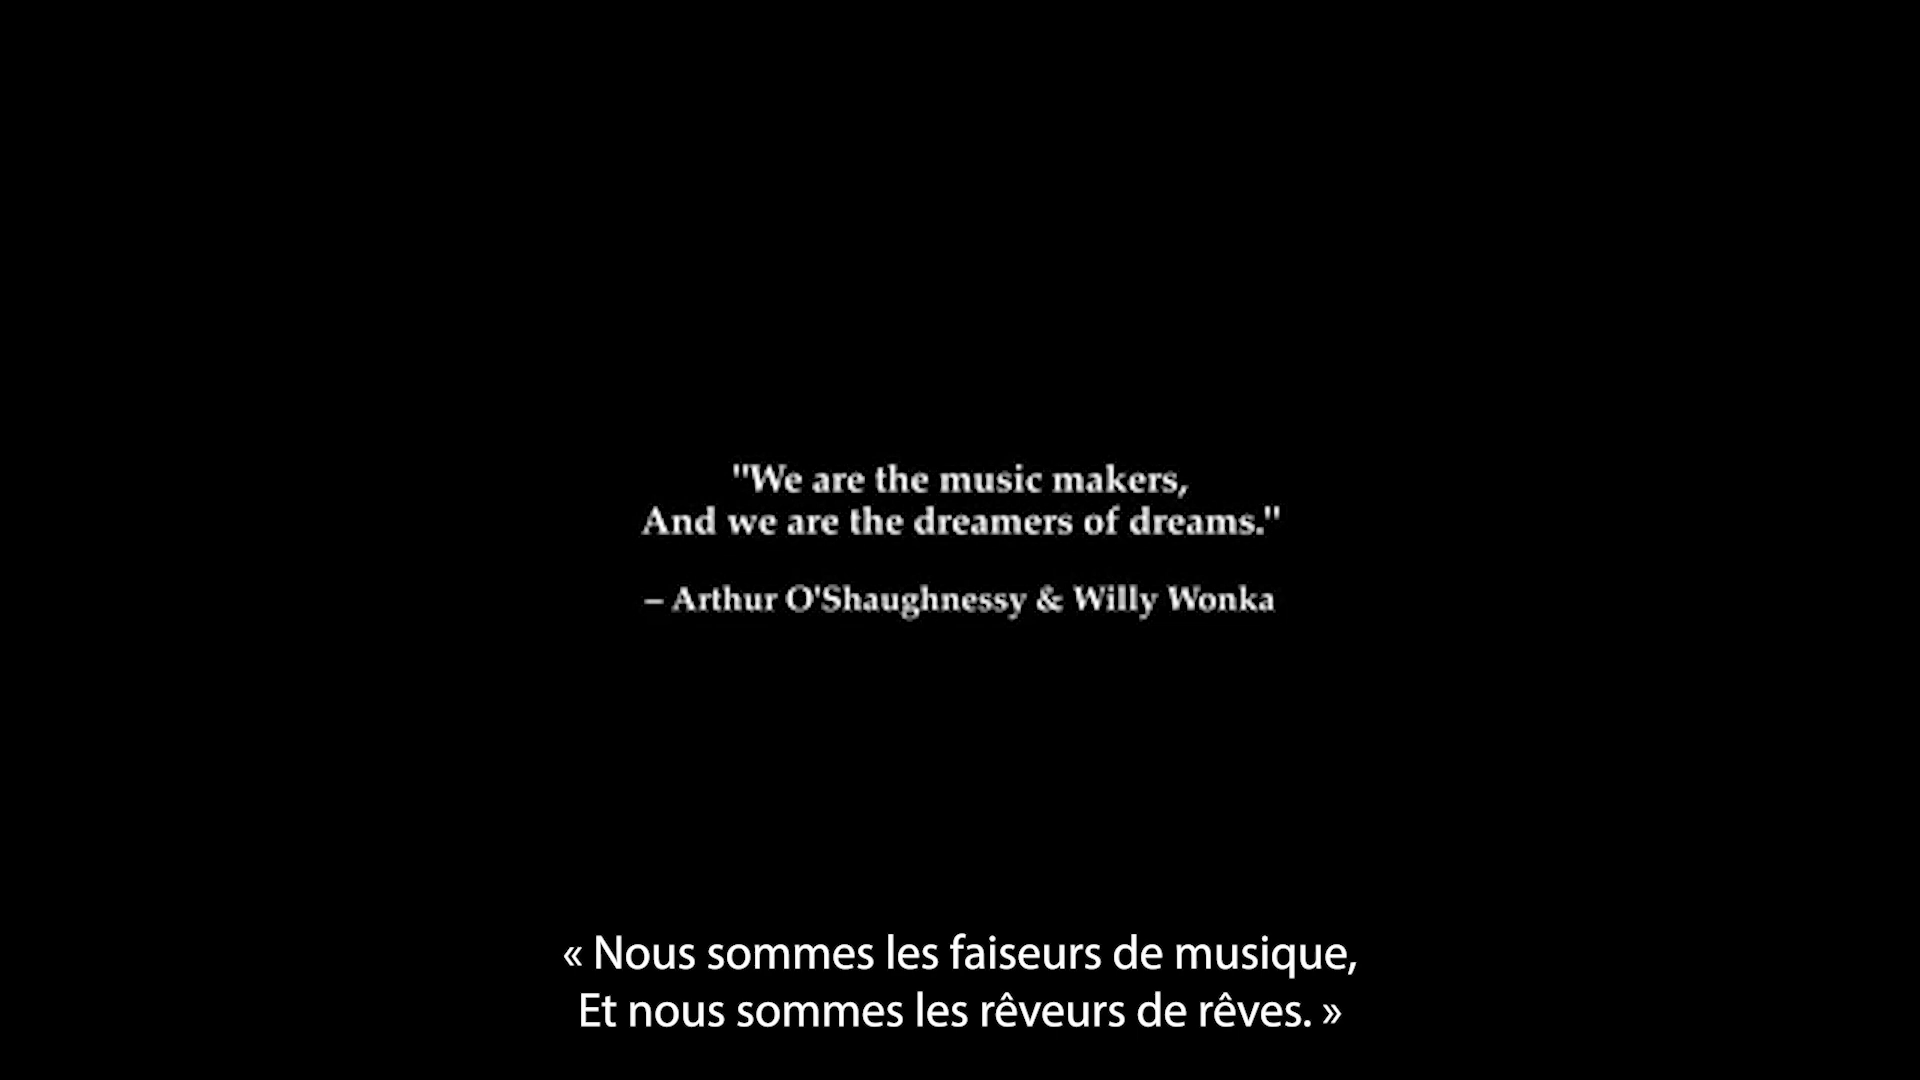 "We are the music makers,
And we are the dreamers of dreams."
– Arthur O'Shaughnessy & Willy Wonka
« Nous sommes les faiseurs de musique,
Et nous sommes les rêveurs de rêves. »